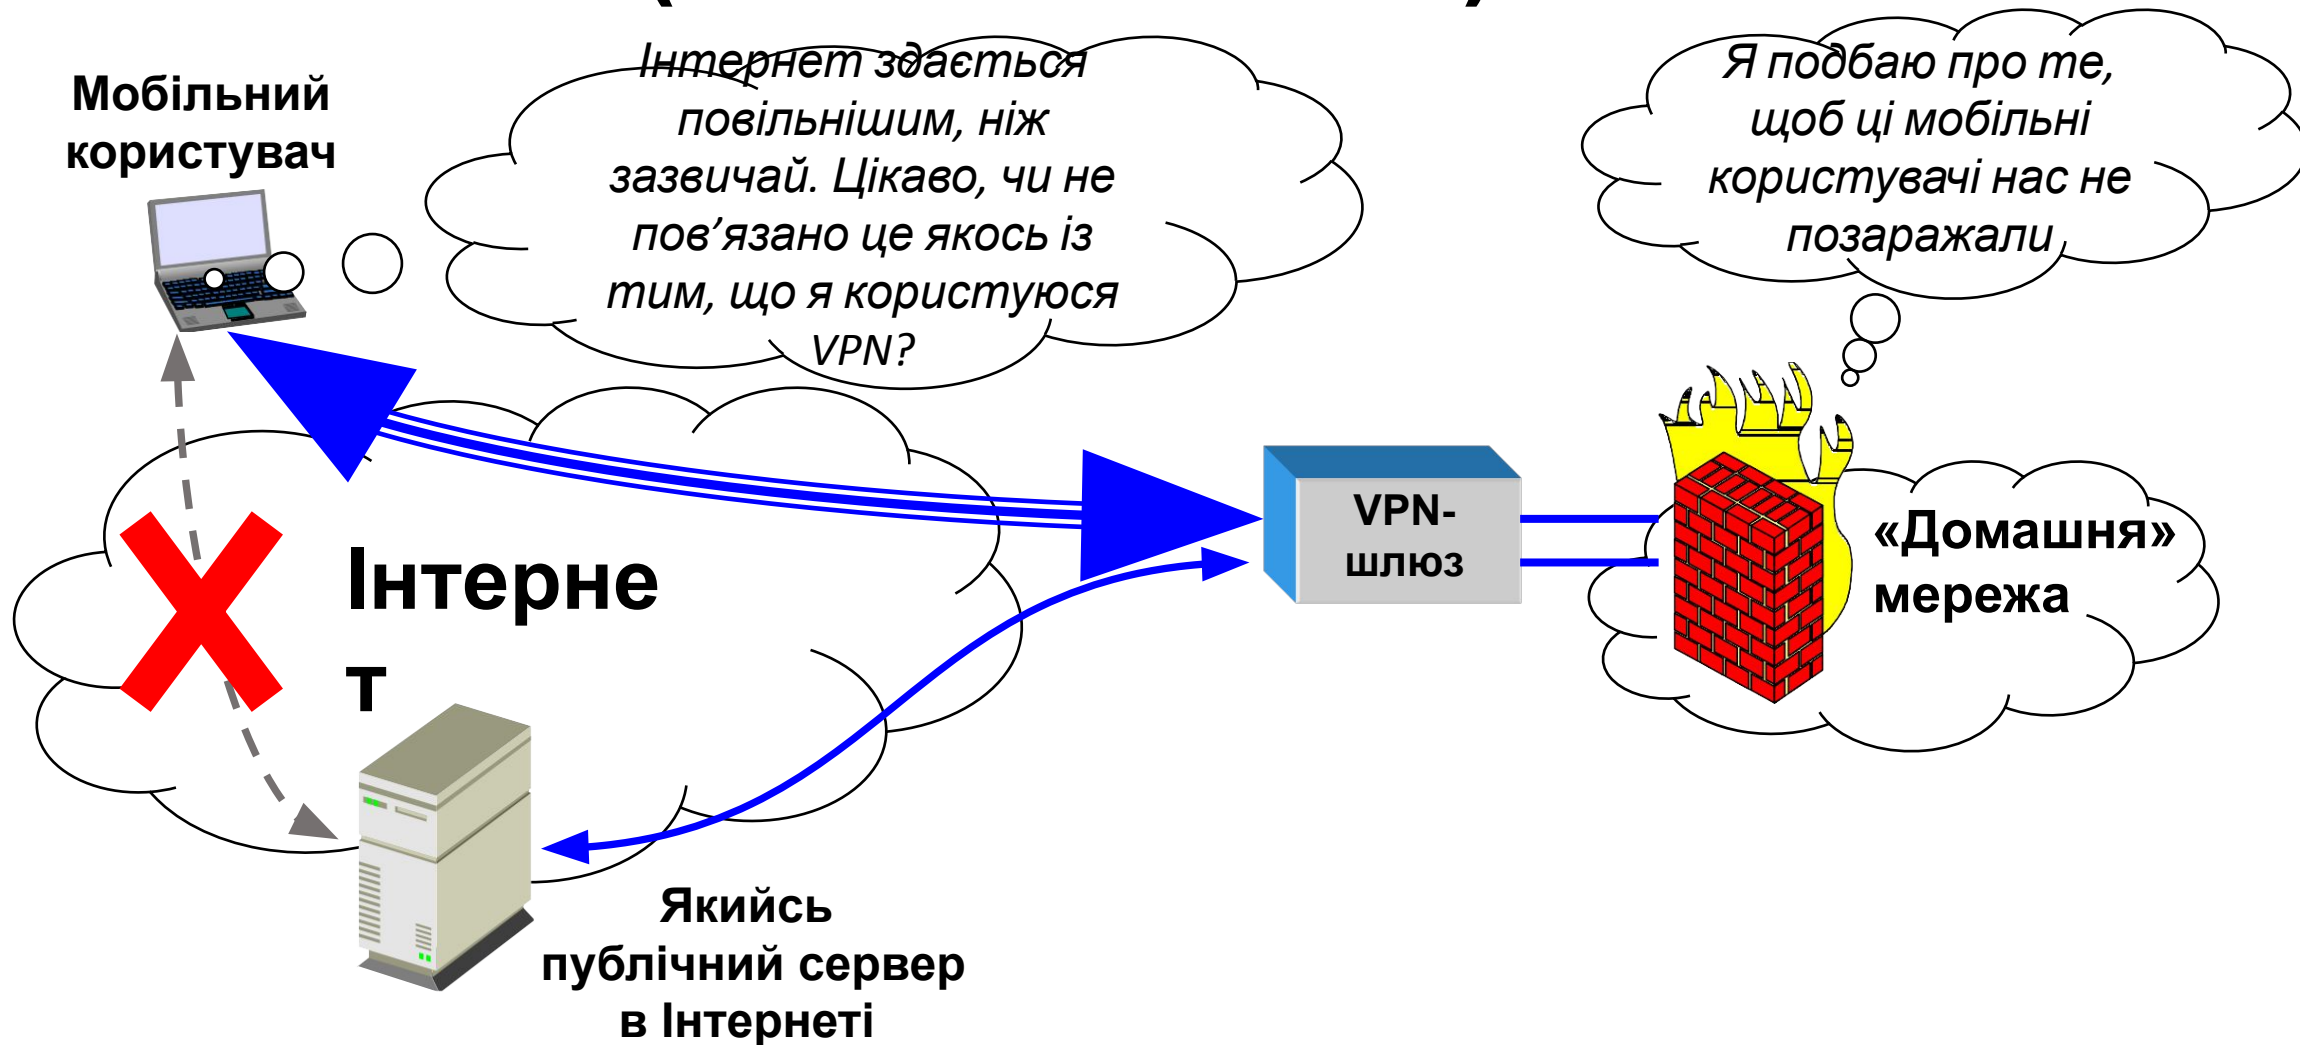 Мобільний
користувач
Інтернет здається
повільнішим, ніж
зазвичай. Цікаво, чи не
пов’язано це якось із
тим, що я користуюся
VPN?
Я подбаю про те,
щоб ці мобільні
користувачі нас не
позаражали
Інтерне
т
VPN-
шлюз
«Домашня»
мережа
Якийсь
публічний сервер
в Інтернеті